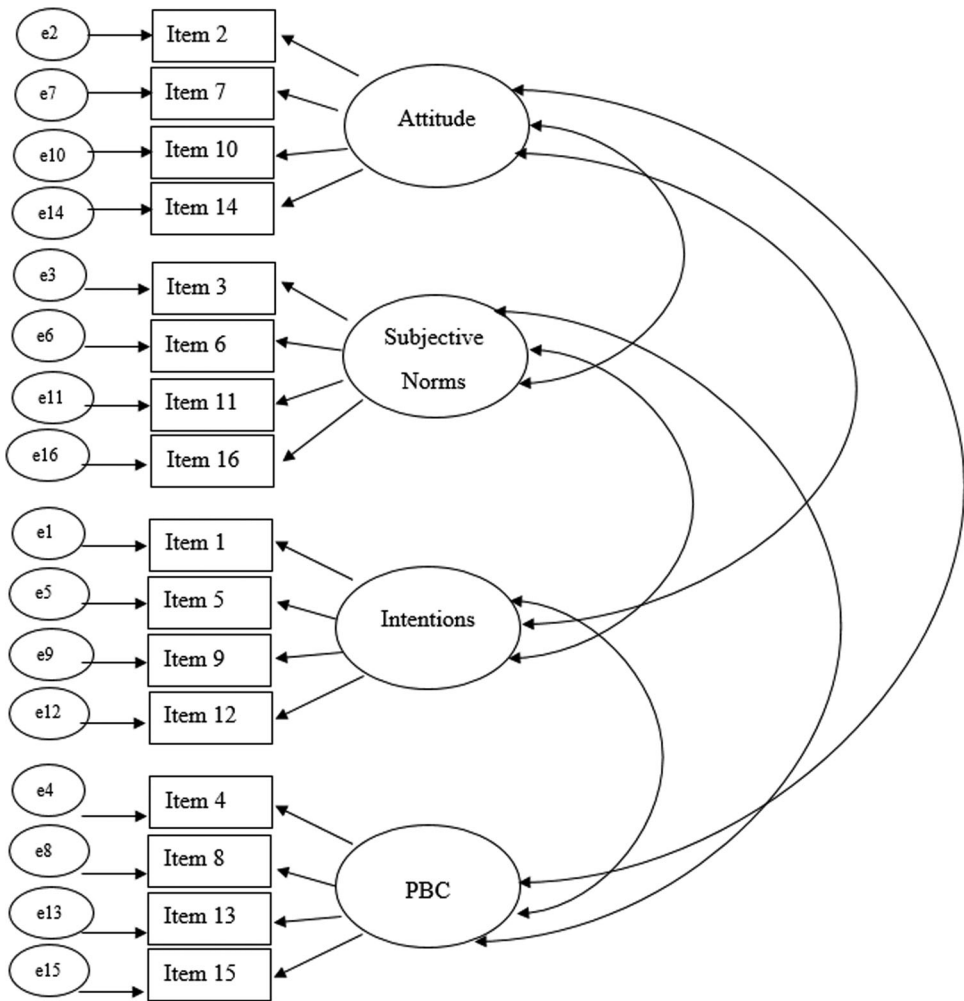 e2
Item 2
e7
Item 7
e10
Item 10
e14
Item 14
Attitude
e3
Item 3
e6
Item 6
e11
Item 11
e16
Item 16
Subjective
Norms
e1
Item 1
e5
Item 5
e9
Item 9
e12
Item 12
Intentions
e4
Item 4
e8
Item 8
e13
Item 13
e15
Item 15
PBC